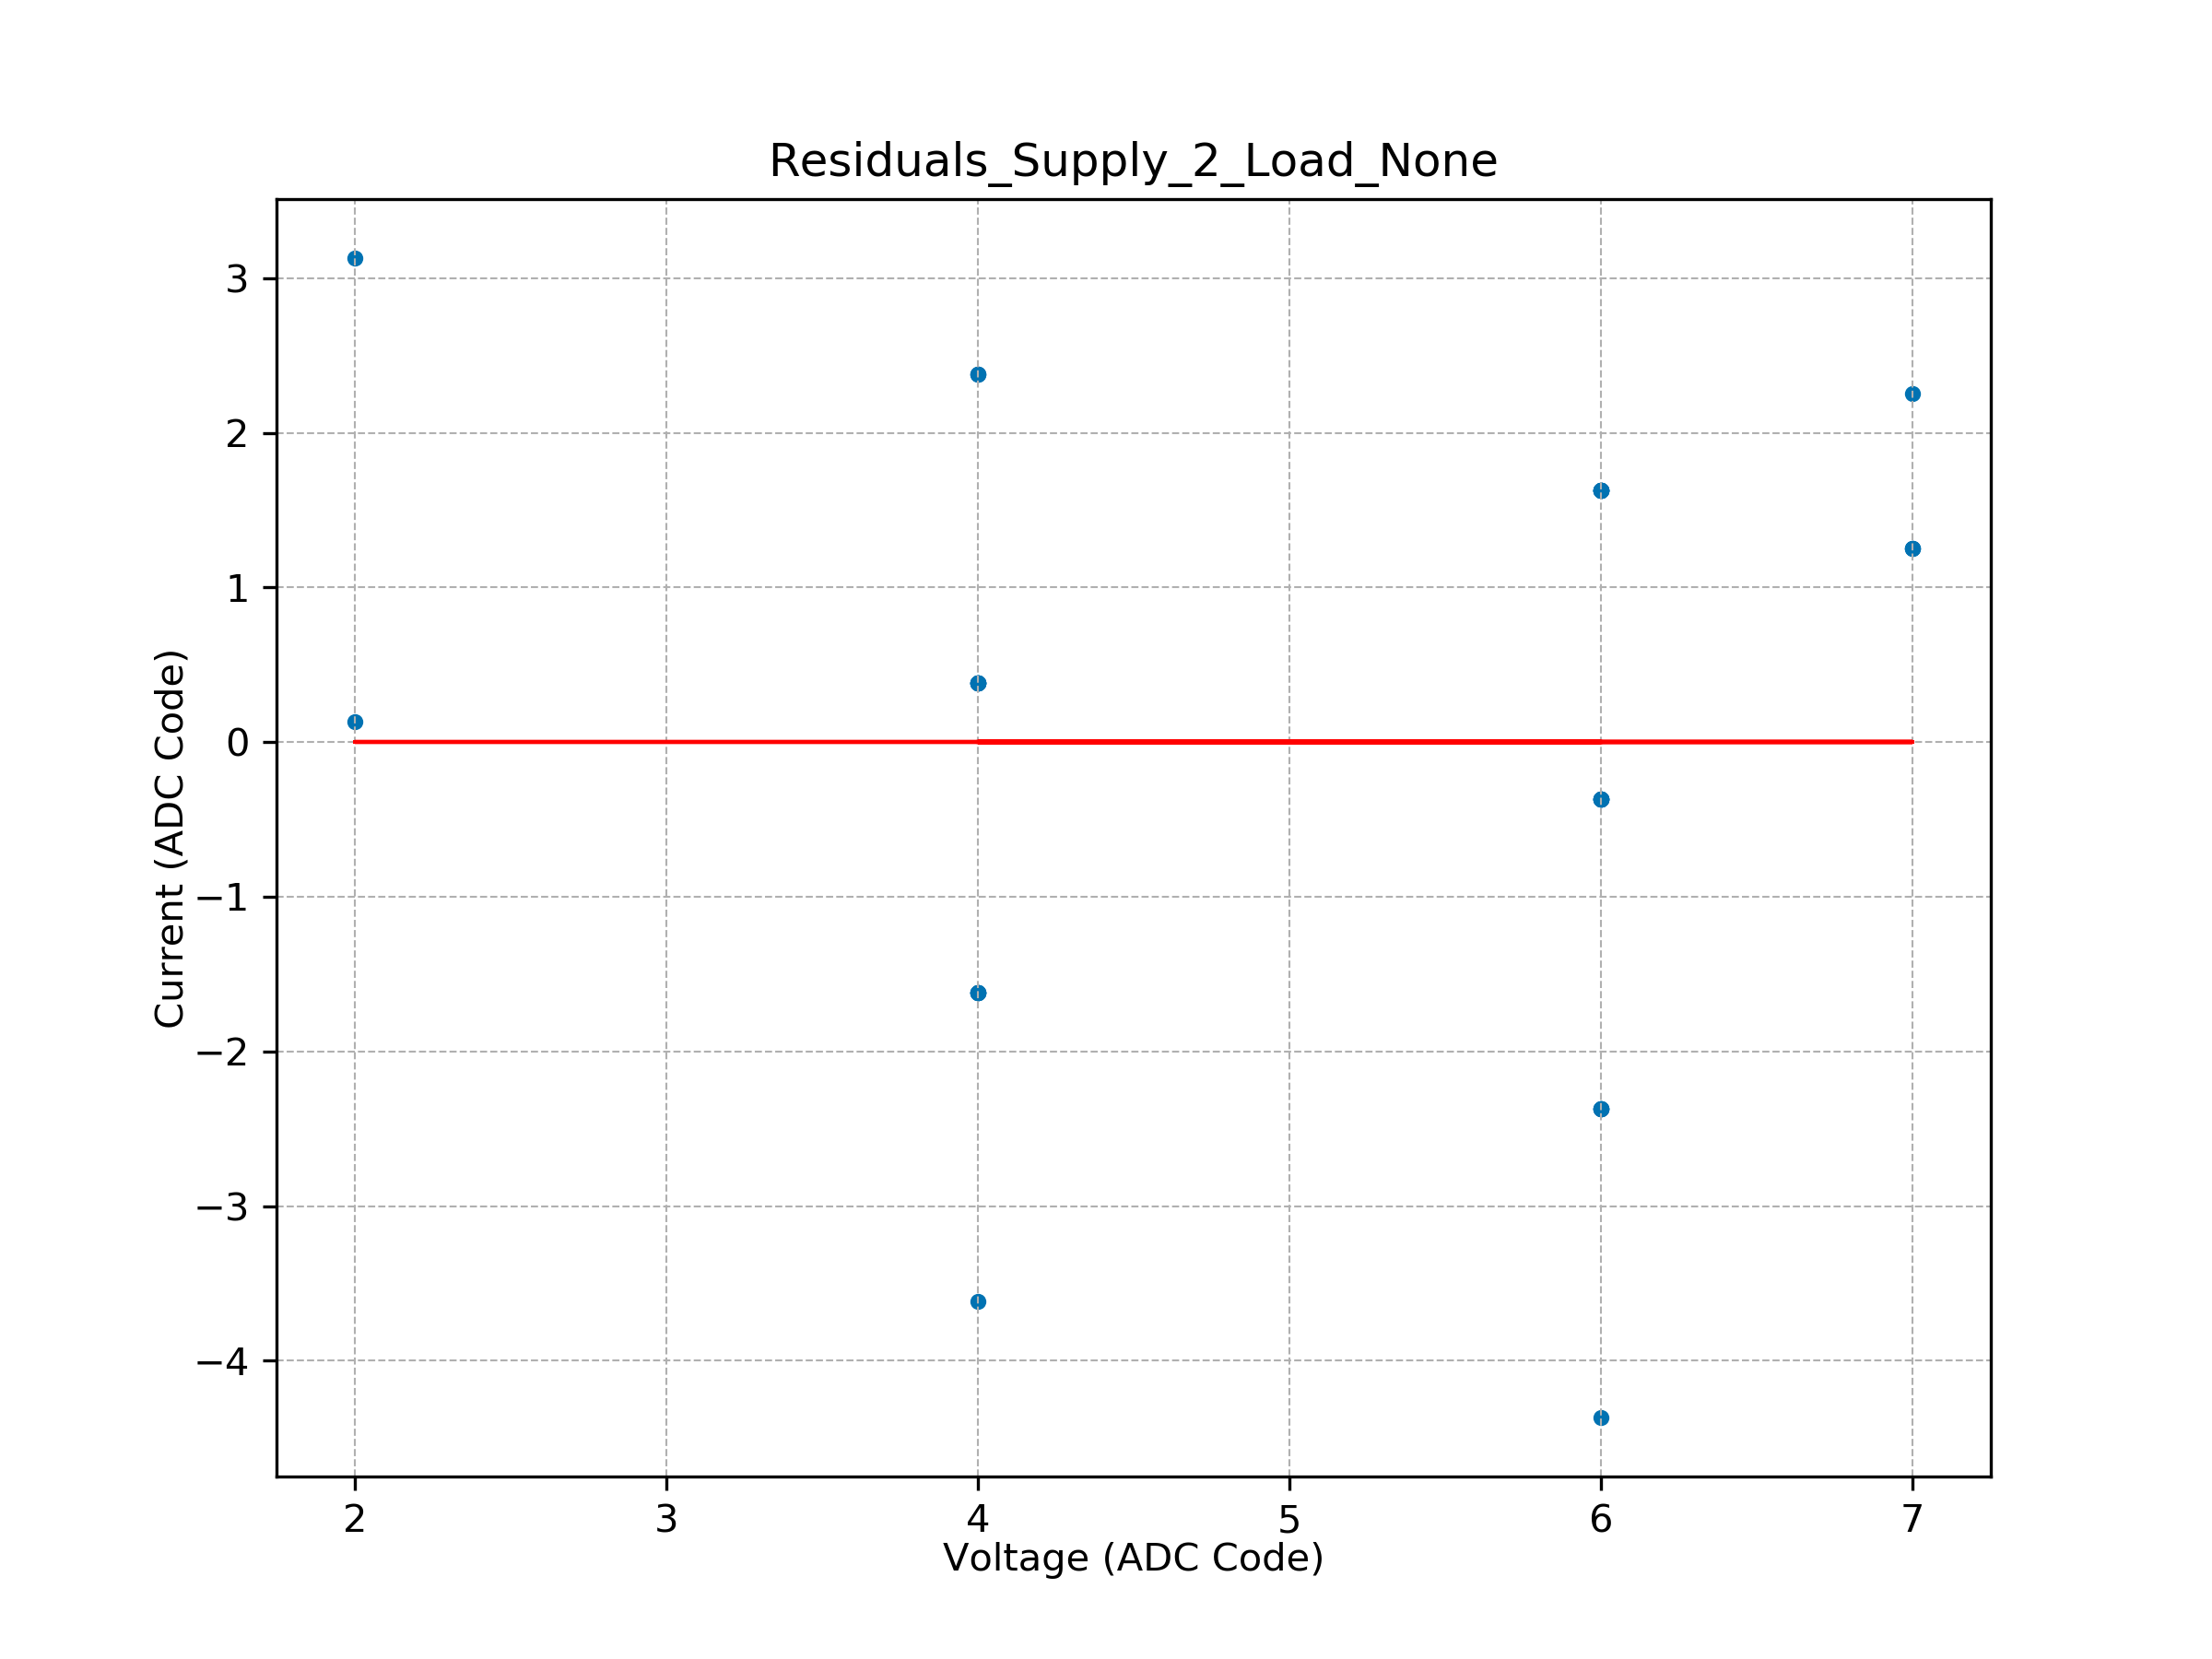 Residuals_Supply_2_Load_None
3
2
1
0
−1
−2
−3
−4
Current (ADC Code)
2 3 4 5 6 7
Voltage (ADC Code)